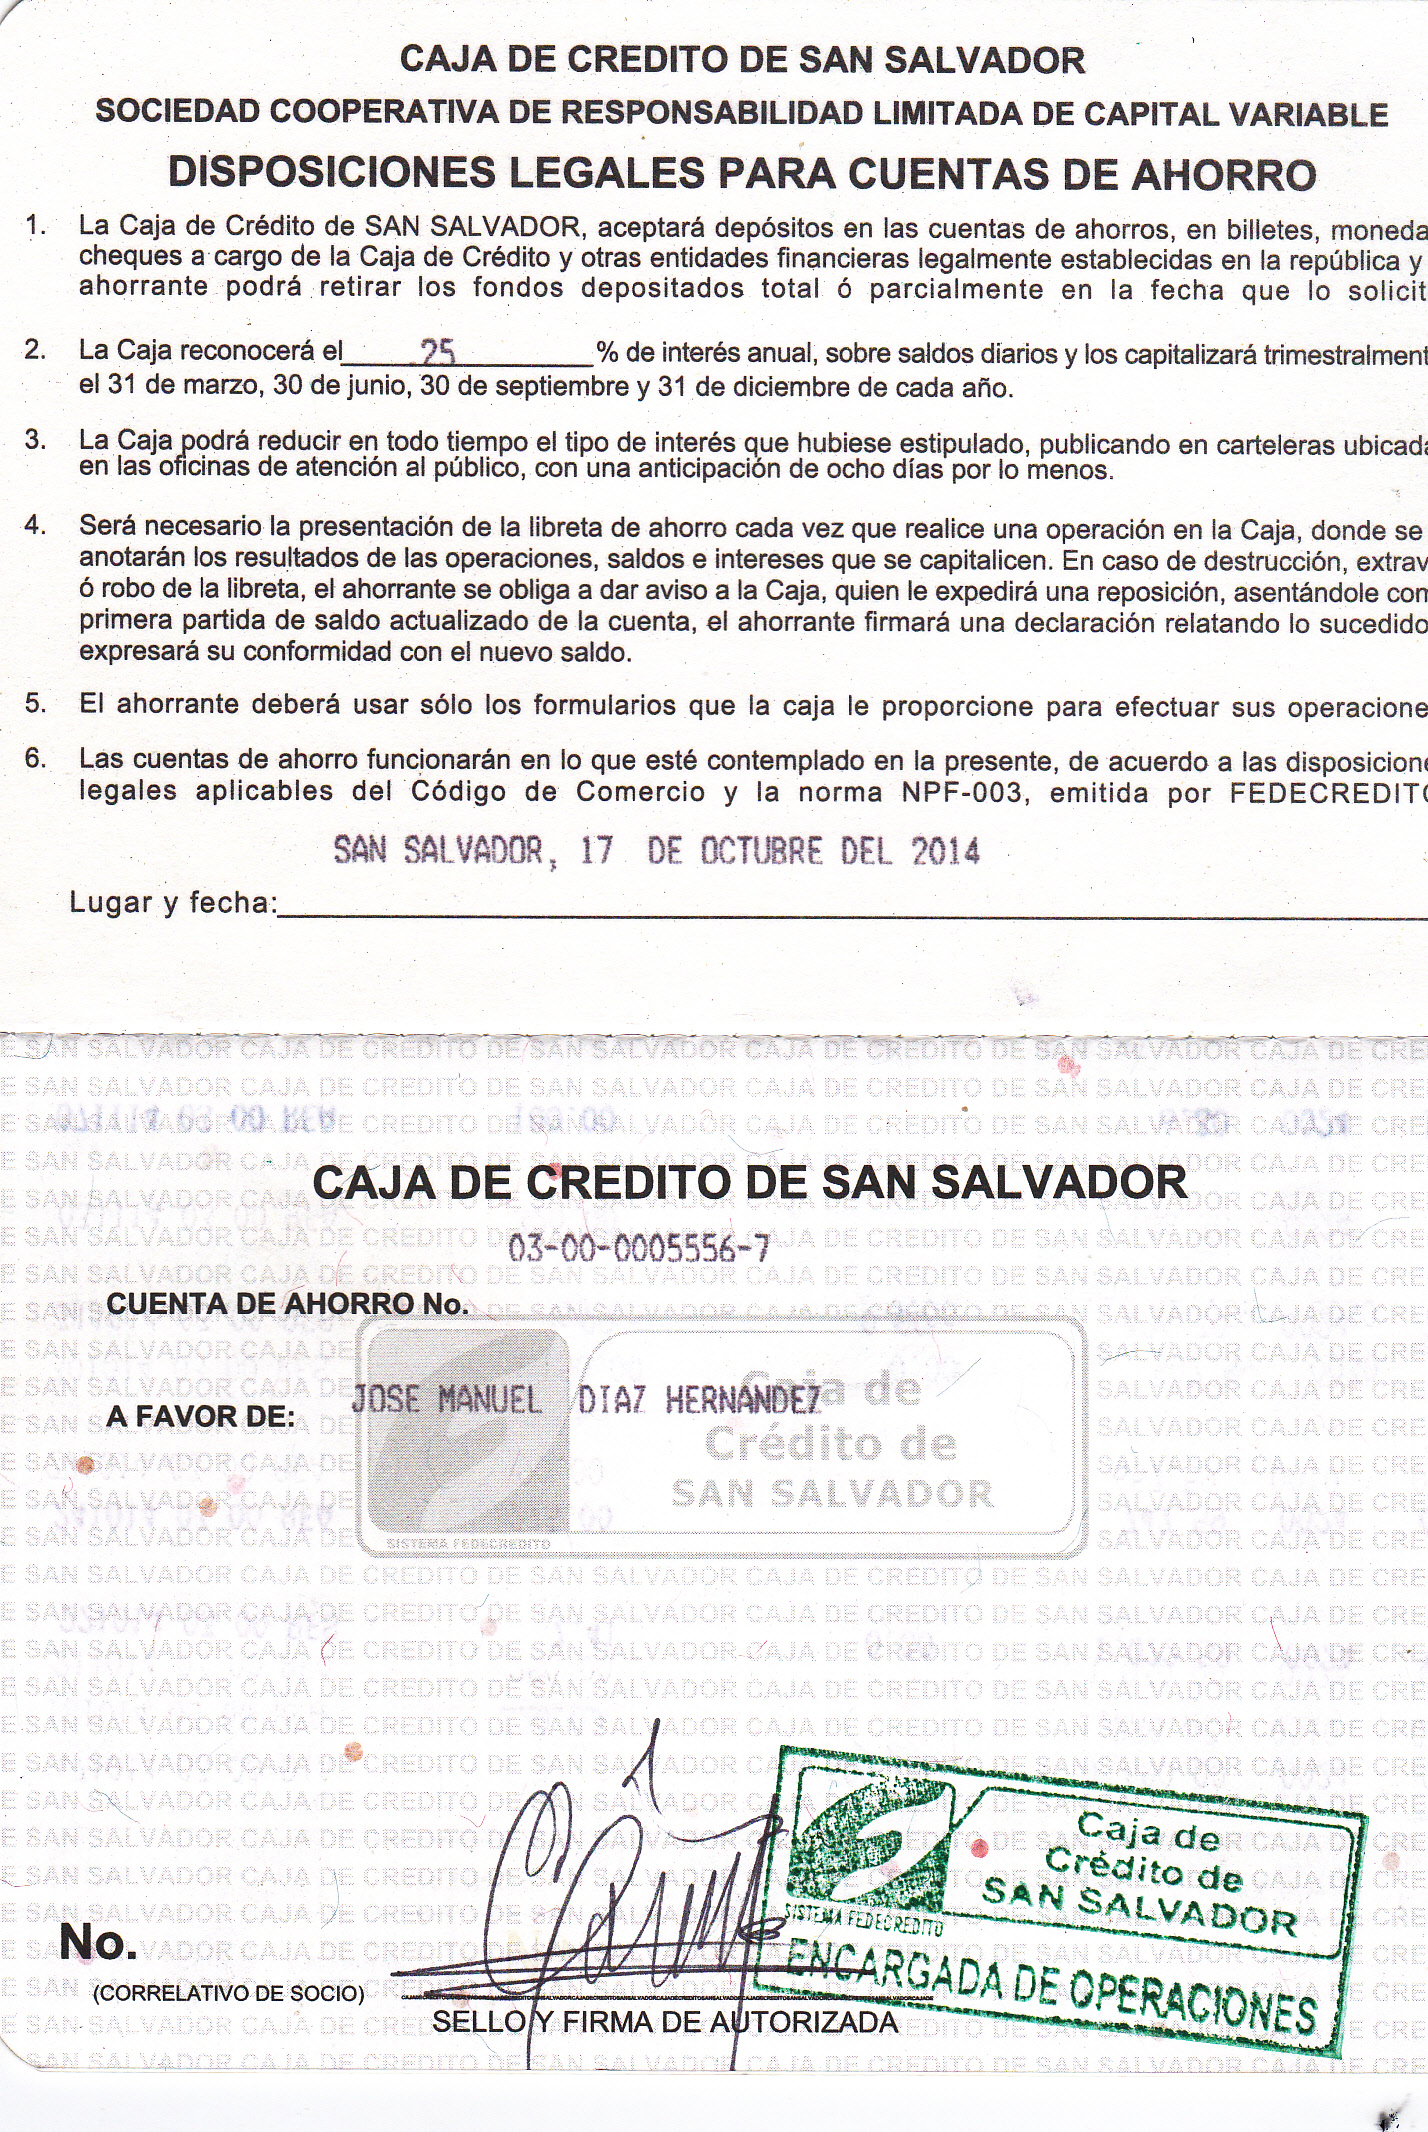 CAJA DE CREDITO DE SAN SALVADOR
SOCIEDAD COOPERATIVA DE RESPONSABILIDAD LIMITADA DE CAPITAL VARIABLE
DISPOSICIONES LEGALES PARA CUENTAS DE AHORRO
1. La Caja de Crédito de SAN SALVADOR, aceptará depósitos en las cuentas de ahorros, en billetes, moneda
cheques a cargo de la Caja de Crédito y otras entidades financieras legalmente establecidas en la república y
ahorrante podrá retirar los fondos depositados total ó parcialmente en la fecha que lo solicit
2. La Caja reconocerá el 25 % de interés anual, sobre saldos diarios y los capitalizará trimestralment
el 31 de marzo, 30 de junio, 30 de septiembre y 31 de diciembre de cada año.
3. La Caja podrá reducir en todo tiempo el tipo de interés que hubiese estipulado, publicando en carteleras ubicada
en las oficinas de atención al público, con una anticipación de ocho días por lo menos.
4. Será necesario la presentación de la libreta de ahorro cada vez que realice una operación en la Caja, donde se
anotarán los resultados de las operaciones, saldos e intereses que se capitalicen. En caso de destrucción, extrav
ó robo de la libreta, el ahorrante se obliga a dar aviso a la Caja, quien le expedirá una reposición, asentándole com
primera partida de saldo actualizado de la cuenta, el ahorrante firmará una declaración relatando lo sucedido
expresará su conformidad con el nuevo saldo.
5. El ahorrante deberá usar sólo los formularios que la caja le proporcione para efectuar sus operacione
6. Las cuentas de ahorro funcionarán en lo que esté contemplado en la presente, de acuerdo a las disposicione
legales aplicables del Código de Comercio y la norma NPF-003, emitida por FEDECREDITO
SAN SALVADOR, 17 DE OCTUBRE DEL 2014
Lugar y fecha:
CAJA DE CREDITO DE SAN SALVADOR
03-00-0005556-7
CUENTA DE AHORRO No.
JOSE MANUEL DIAZ HERNANDEZ
A FAVOR DE:
Caja de
Crédito de
SAN SALVADOR
SISTEMA FEDECREDITO
Caja de
Crédito de
SAN SALVADOR
SISTEMA FEDECREDITO
ENCARGADA DE OPERACIONES
No.
(CORRELATIVO DE SOCIO)
SELLO Y FIRMA DE AUTORIZADA